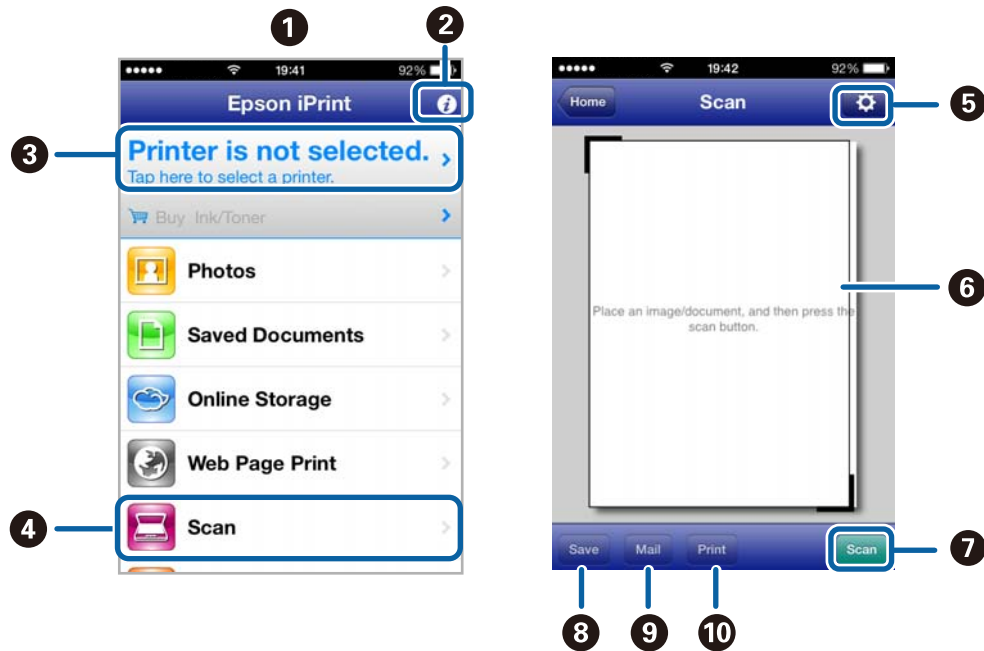 1
2
19:41
92%
Epson iPrint
i
3
Printer is not selected.
Tap here to select a printer.
Buy Ink/Toner
Photos
Saved Documents
Online Storage
Web Page Print
4
Scan
19:42
92%
Home
Scan
5
6
Place an image/document, and then press the
scan button.
Save
Mail
Print
Scan
7
8
9
10